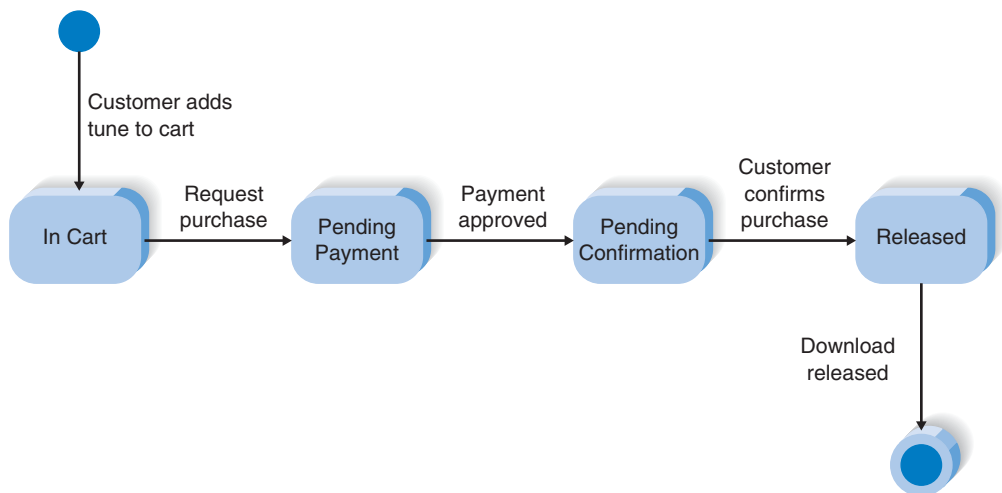 Customer adds
tune to cart
In Cart
Request
purchase
Pending
Payment
Payment
approved
Pending
Confirmation
Customer
confirms
purchase
Released
Download
released